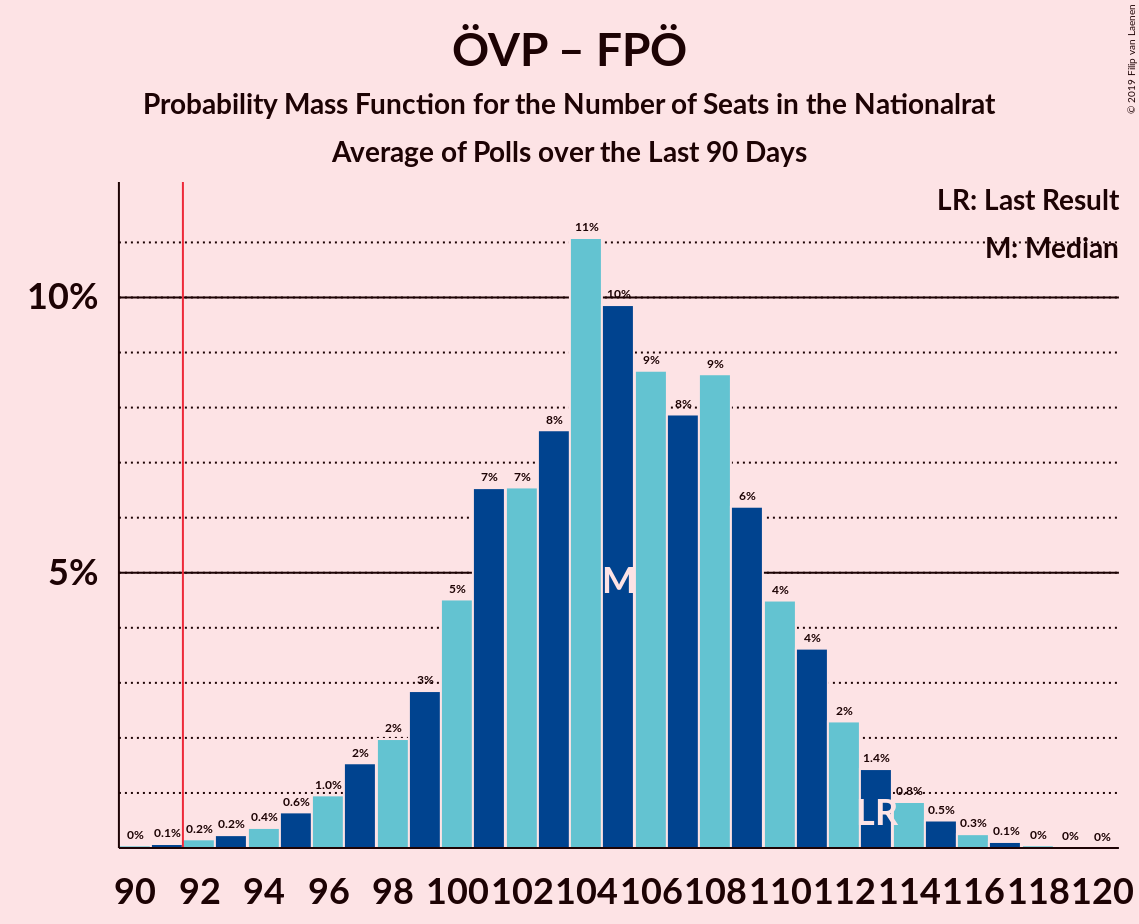 ÖVP – FPÖ
Probability Mass Function for the Number of Seats in the Nationalrat
Average of Polls over the Last 90 Days
© 2019 Filip van Laenen
LR: Last Result
M: Median
10%
5%
0% 0.1% 0.2% 0.2% 0.4% 0.6% 1.0% 2% 2% 3% 5% 7% 7% 8% 11% 10% 9% 8% 9% 6% 4% 4% 2% 1.4% 0.8% 0.5% 0.3% 0.1% 0% 0% 0%
M
LR
90 92 94 96 98 100 102 104 106 108 110 112 114 116 118 120